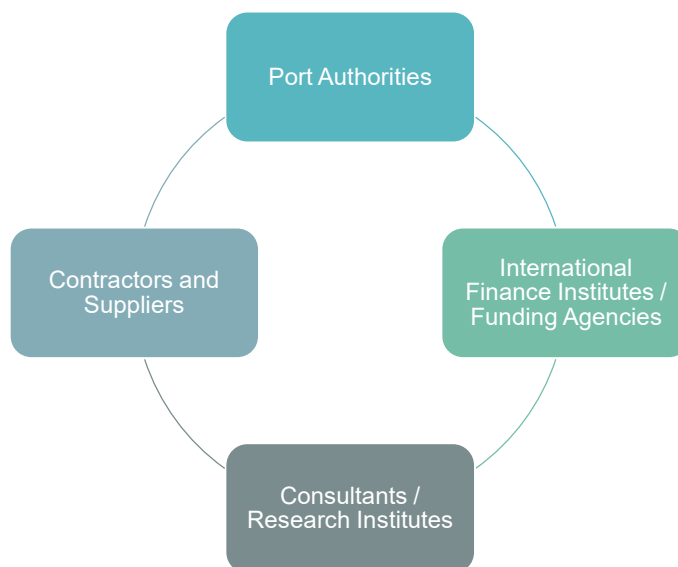 Port Authorities
Contractors and
Suppliers
International
Finance Institutes /
Funding Agencies
Consultants /
Research Institutes